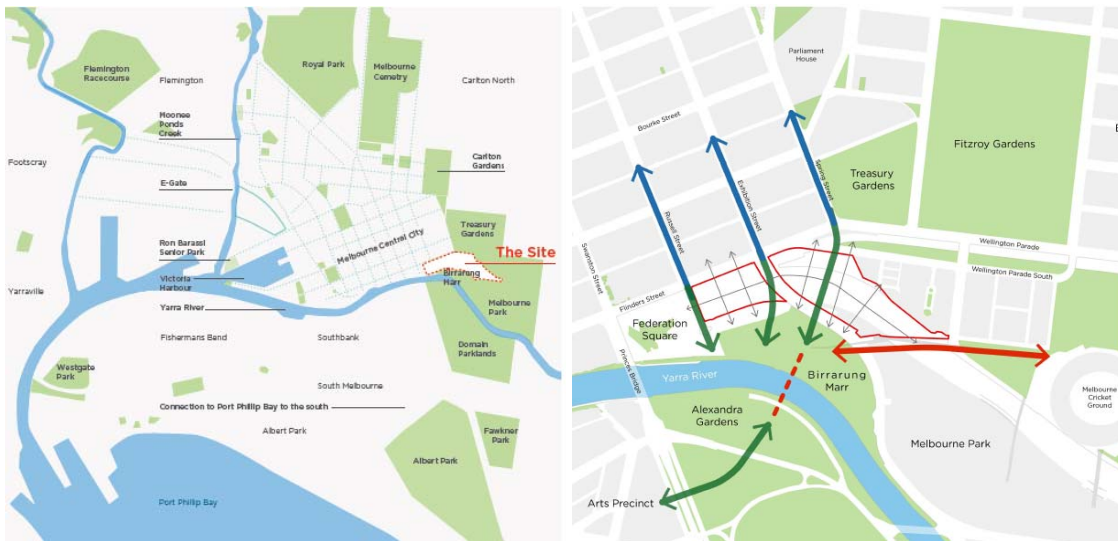 Flemington
Racecourse
Flemington
Royal Park
Melbourne
Cemetry
Carlton North
Moonee
Ponds
Creek
Footscray
Carlton
Gardens
E-Gate
Treasury
Gardens
Melbourne Central City
The Site
Ron Barassi
Senior Park
Birrarung
Marr
Victoria
Harbour
Yarraville
Melbourne
Park
Yarra River
Fishermans Bend
Southbank
Domain
Parklands
Westgate
Park
South Melbourne
Connection to Port Phillip Bay to the south
Albert Park
Fawkner
Park
Albert Park
Port Phillip Bay
Parliament
House
Bourke Street
Fitzroy Gardens
E
Treasury
Gardens
Spring Street
Exhibition Street
Russell Street
Swanston Street
Wellington Parade
Wellington Parade South
Flinders Street
Federation
Square
Princes Bridge
Yarra River
Birrarung
Marr
Melbourne
Cricket
Ground
Alexandra
Gardens
Melbourne Park
Arts Precinct